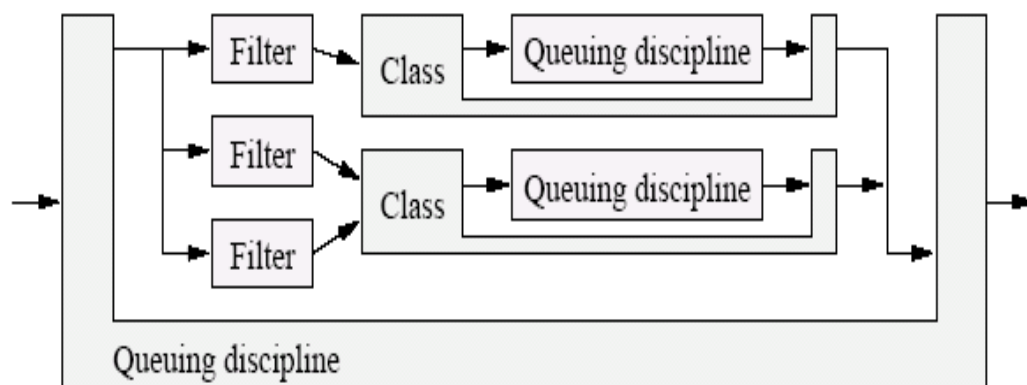 Filter
Class
Queuing discipline
Filter
Class
Queuing discipline
Filter
Queuing discipline